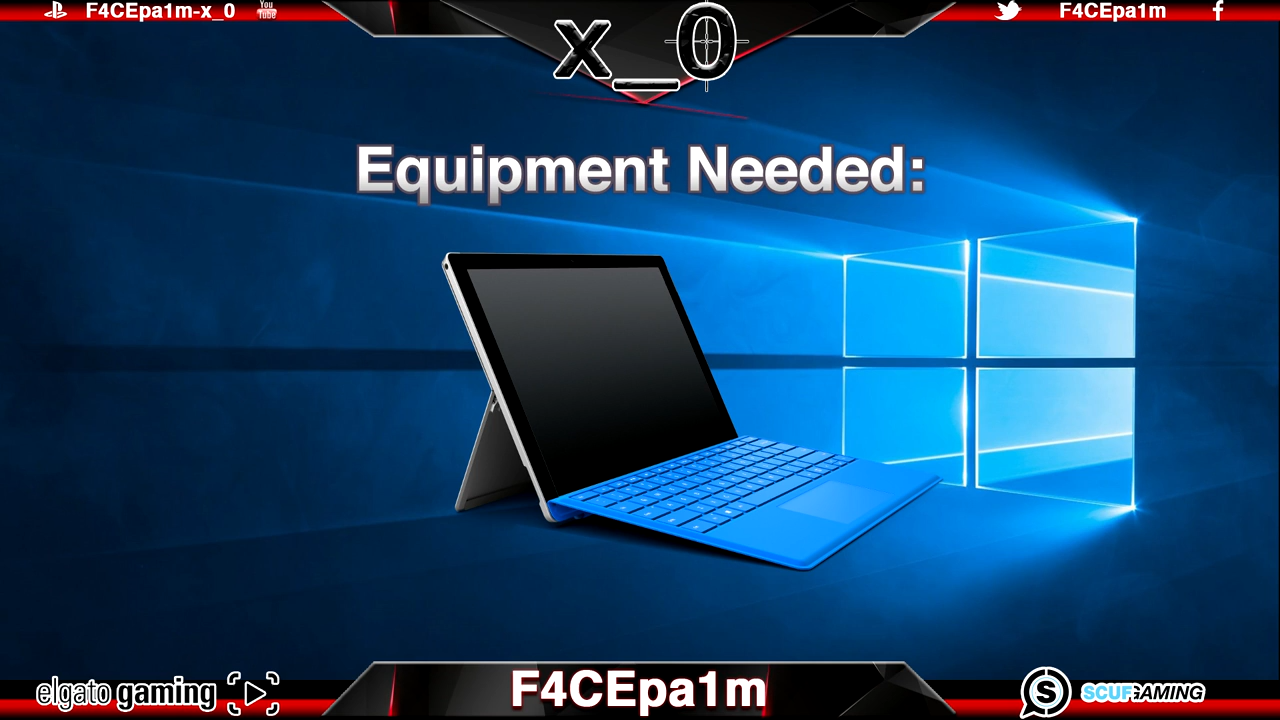 F4CEpa1m-x_0
You
Tube
F4CEpa1m
x_0
Equipment Needed:
elgato gaming
F4CEpa1m
S
SCUFGAMING